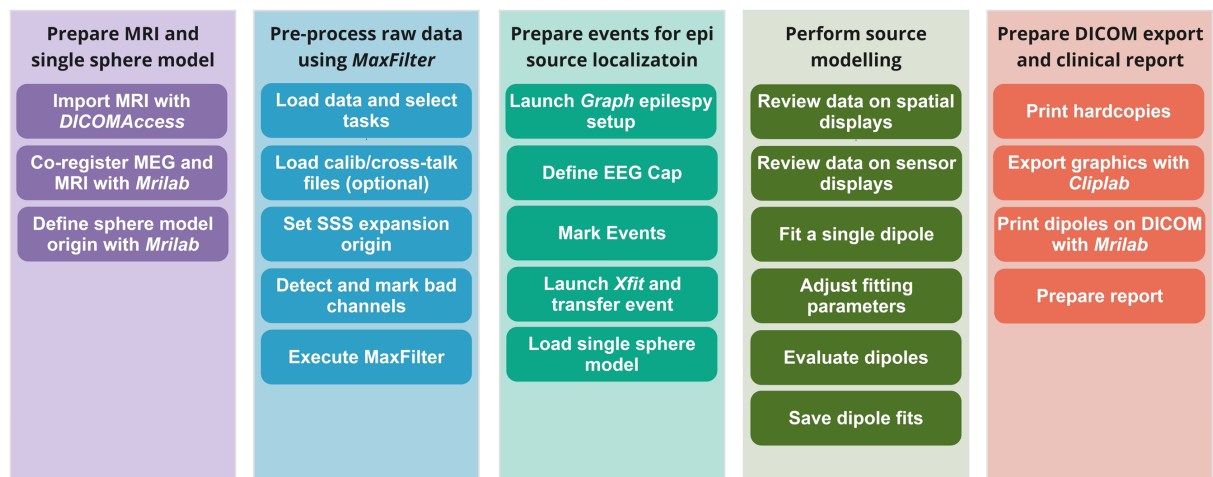 Prepare MRI and
single sphere model
Import MRI with
DICOMAccess
Co-register MEG and
MRI with Mrilab
Define sphere model
origin with Mrilab
Pre-process raw data
using MaxFilter
Load data and select
tasks
Load calib/cross-talk
files (optional)
Set SSS expansion
origin
Detect and mark bad
channels
Execute MaxFilter
Prepare events for epi
source localizatoin
Launch Graph epilespy
setup
Define EEG Cap
Mark Events
Launch Xfit and
transfer event
Load single sphere
model
Perform source
modelling
Review data on spatial
displays
Review data on sensor
displays
Fit a single dipole
Adjust fitting
parameters
Evaluate dipoles
Save dipole fits
Prepare DICOM export
and clinical report
Print hardcopies
Export graphics with
Cliplab
Print dipoles on DICOM
with Mrilab
Prepare report